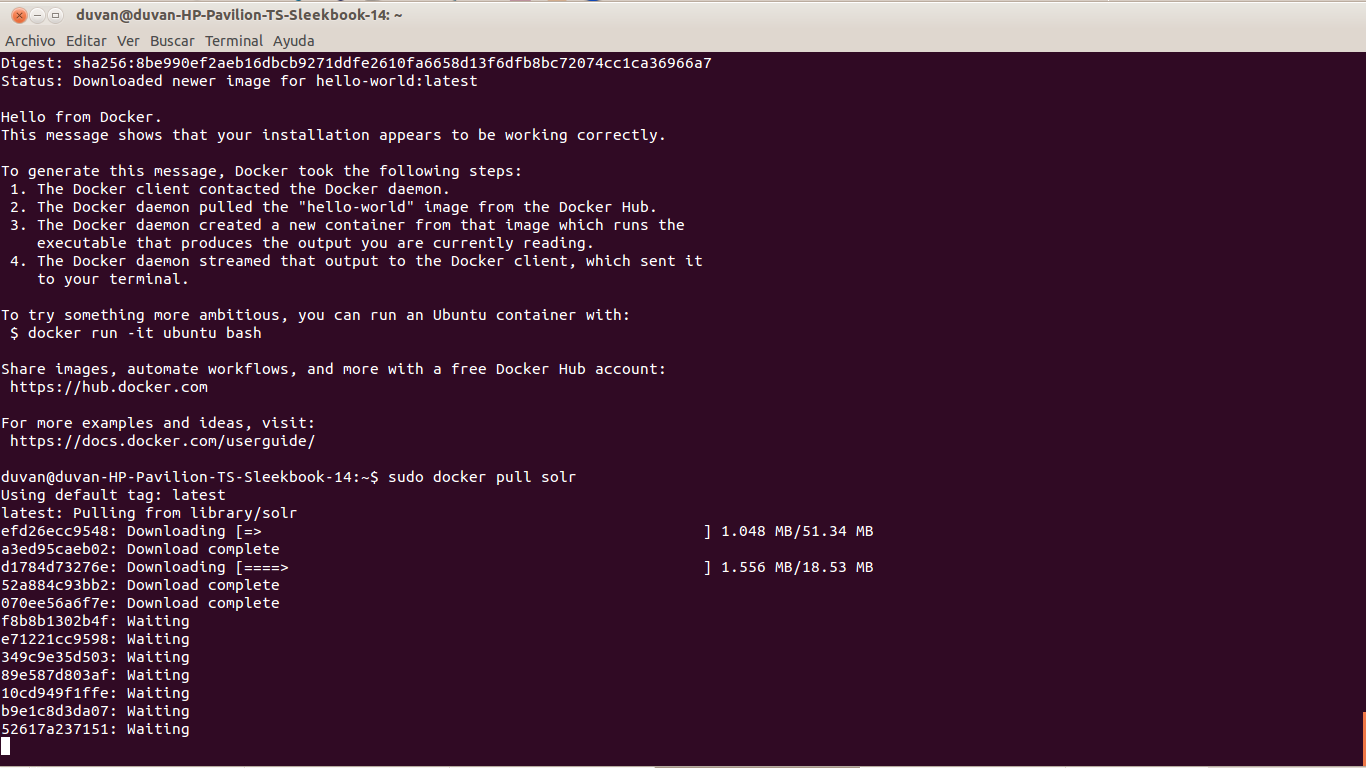 duvan@duvan-HP-Pavilion-TS-Sleekbook-14: ~
Archivo Editar Ver Buscar Terminal Ayuda
Digest: sha256:8be990ef2aeb16dbcb9271ddfe2610fa6658d13f6dfb8bc72074cc1ca36966a7
Status: Downloaded newer image for hello-world:latest

Hello from Docker.
This message shows that your installation appears to be working correctly.

To generate this message, Docker took the following steps:
 1. The Docker client contacted the Docker daemon.
 2. The Docker daemon pulled the "hello-world" image from the Docker Hub.
 3. The Docker daemon created a new container from that image which runs the
    executable that produces the output you are currently reading.
 4. The Docker daemon streamed that output to the Docker client, which sent it
    to your terminal.

To try something more ambitious, you can run an Ubuntu container with:
 $ docker run -it ubuntu bash

Share images, automate workflows, and more with a free Docker Hub account:
 https://hub.docker.com

For more examples and ideas, visit:
 https://docs.docker.com/userguide/

duvan@duvan-HP-Pavilion-TS-Sleekbook-14:~$ sudo docker pull solr
Using default tag: latest
latest: Pulling from library/solr
efd26ecc9548: Downloading [=>                                                 ] 1.048 MB/51.34 MB
a3ed95caeb02: Download complete
d1784d73276e: Downloading [====>                                              ] 1.556 MB/18.53 MB
52a884c93bb2: Download complete
070ee56a6f7e: Download complete
f8b8b1302b4f: Waiting
e71221cc9598: Waiting
349c9e35d503: Waiting
89e587d803af: Waiting
10cd949f1ffe: Waiting
b9e1c8d3da07: Waiting
52617a237151: Waiting